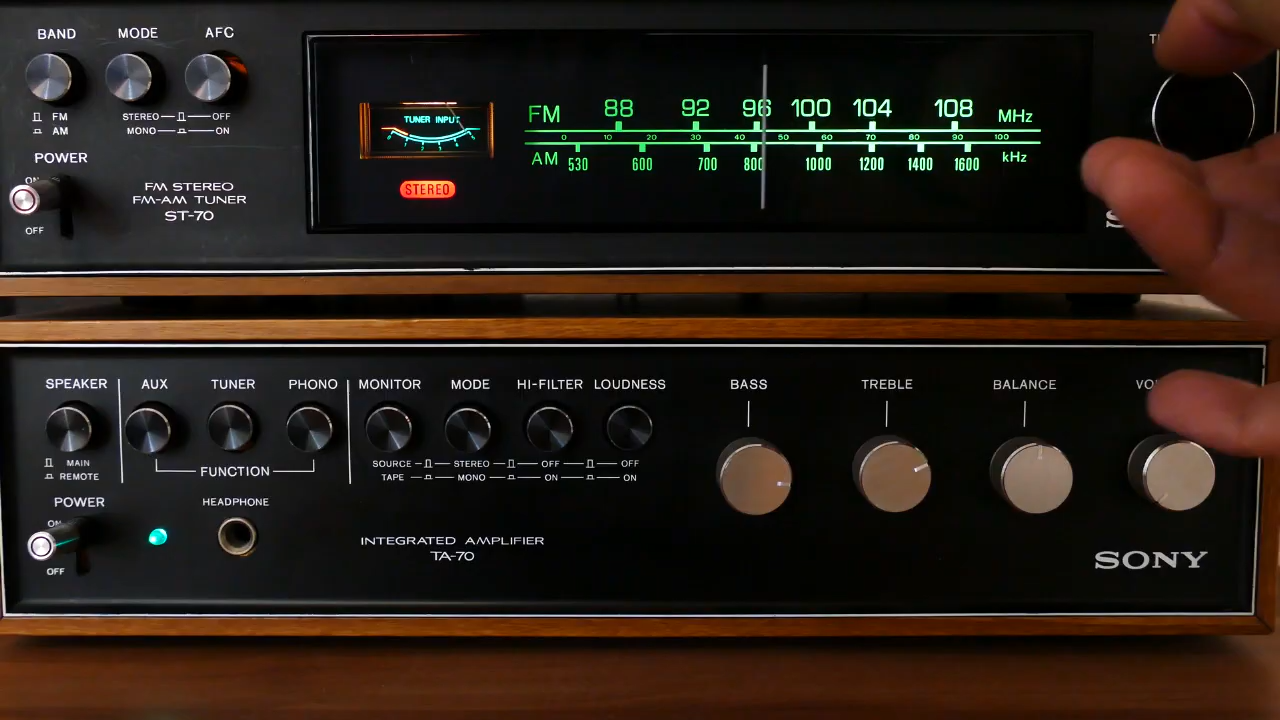 BAND MODE AFC
FM
AM
STEREO OFF
MONO ON
POWER
ON
OFF
FM STEREO
FM-AM TUNER
ST-70
TUNER INPUT
STEREO
FM 88 92 96 100 104 108 MHz
0 10 20 30 40 50 60 70 80 90 100
AM 530 600 700 800 1000 1200 1400 1600 kHz
SPEAKER AUX TUNER PHONO MONITOR MODE HI-FILTER LOUDNESS BASS TREBLE BALANCE
MAIN
REMOTE
FUNCTION
SOURCE STEREO OFF OFF
TAPE MONO ON ON
POWER
ON
OFF
HEADPHONE
INTEGRATED AMPLIFIER
TA-70
SONY